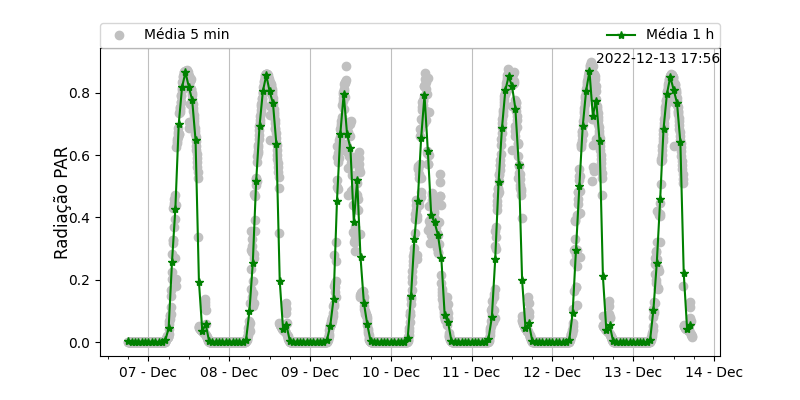 Média 5 min
Média 1 h
2022-12-13 17:56
Radiação PAR
0.8
0.6
0.4
0.2
0.0
07 - Dec
08 - Dec
09 - Dec
10 - Dec
11 - Dec
12 - Dec
13 - Dec
14 - Dec